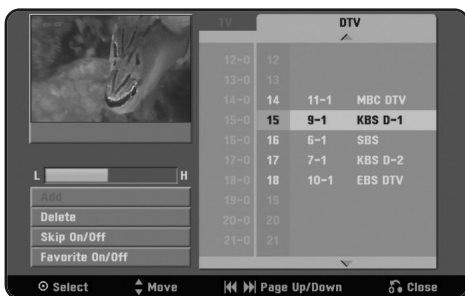 TV DTV
12-0 12
13-0 13
14-0 14 11-1 MBC DTV
15-0 15 9-1 KBS D-1
16-0 16 6-1 SBS
17-0 17 7-1 KBS D-2
18-0 18 10-1 EBS DTV
19-0 19
20-0 20
21-0 21
L H
Add
Delete
Skip On/Off
Favorite On/Off
Select Move Page Up/Down Close